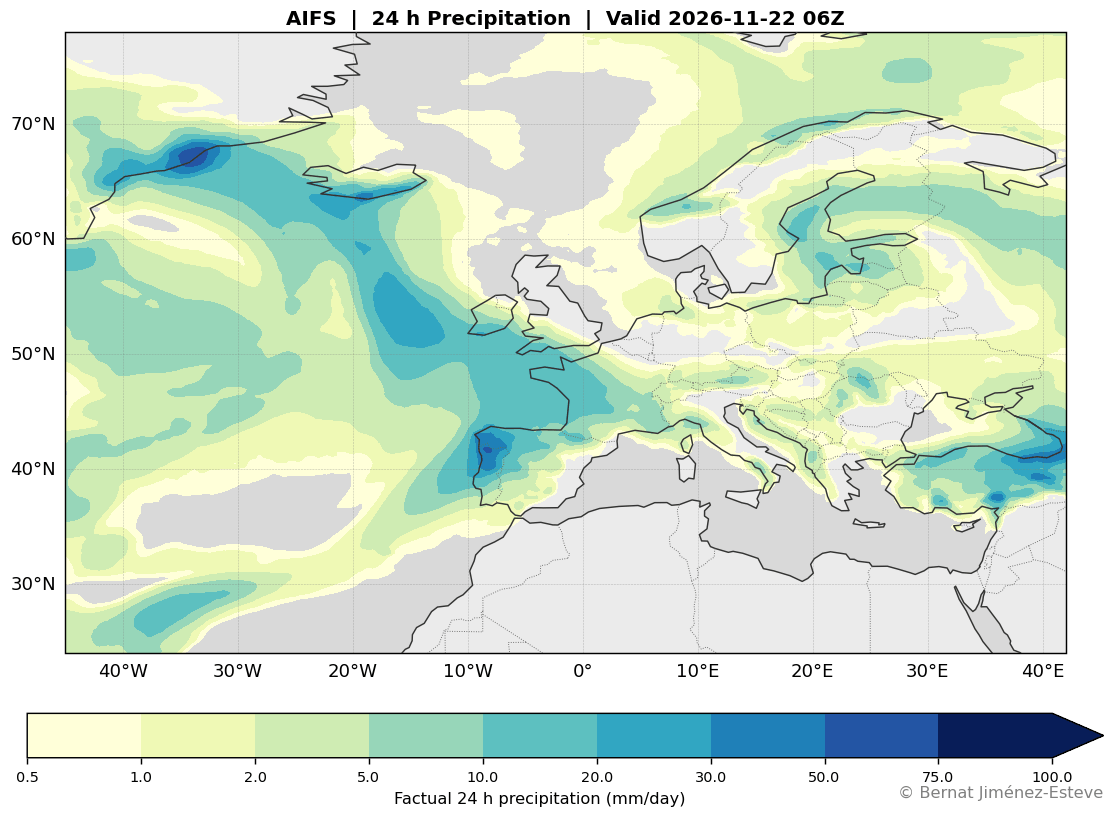 AIFS  |  24 h Precipitation  |  Valid 2026-11-22 06Z
70°N
60°N
50°N
40°N
30°N
40°W 30°W 20°W 10°W 0° 10°E 20°E 30°E 40°E
0.5 1.0 2.0 5.0 10.0 20.0 30.0 50.0 75.0 100.0
Factual 24 h precipitation (mm/day)
© Bernat Jiménez-Esteve